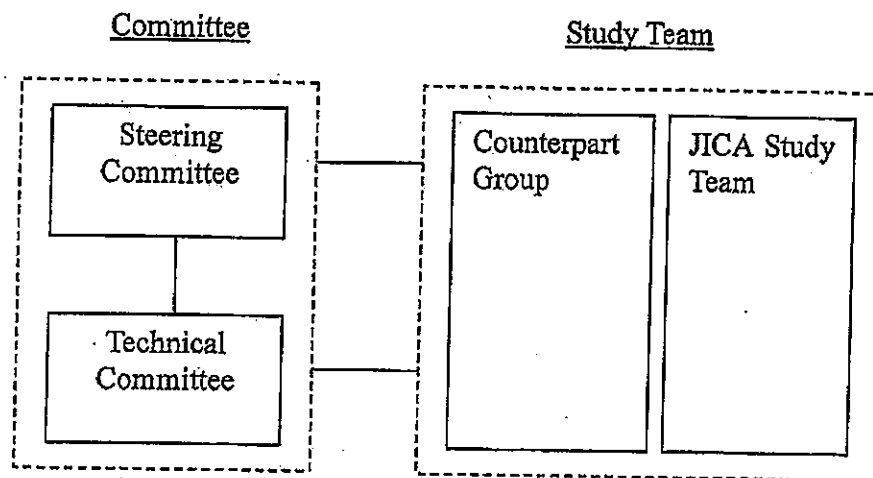 Committee
Study Team
Steering
Committee
Technical
Committee
Counterpart
Group
JICA Study
Team